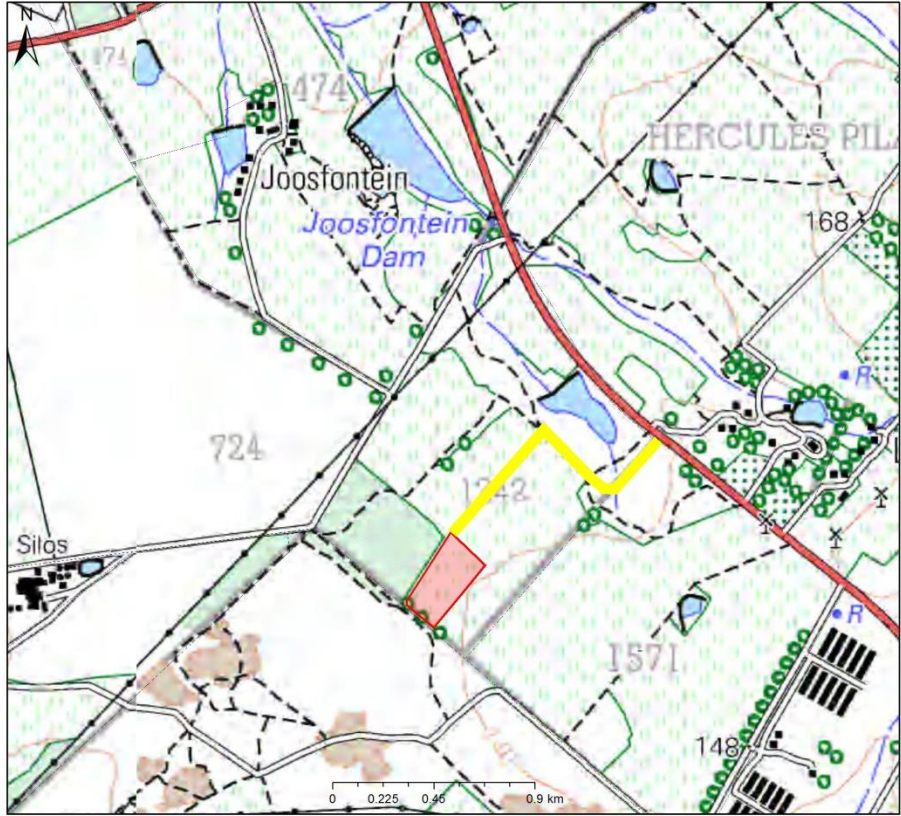 N
474
474
HERCULES PIL
Joosfontein
168
Joosfontein
Dam
R
724
1242
Silos
R
1571
148
0 0.225 0.45 0.9 km